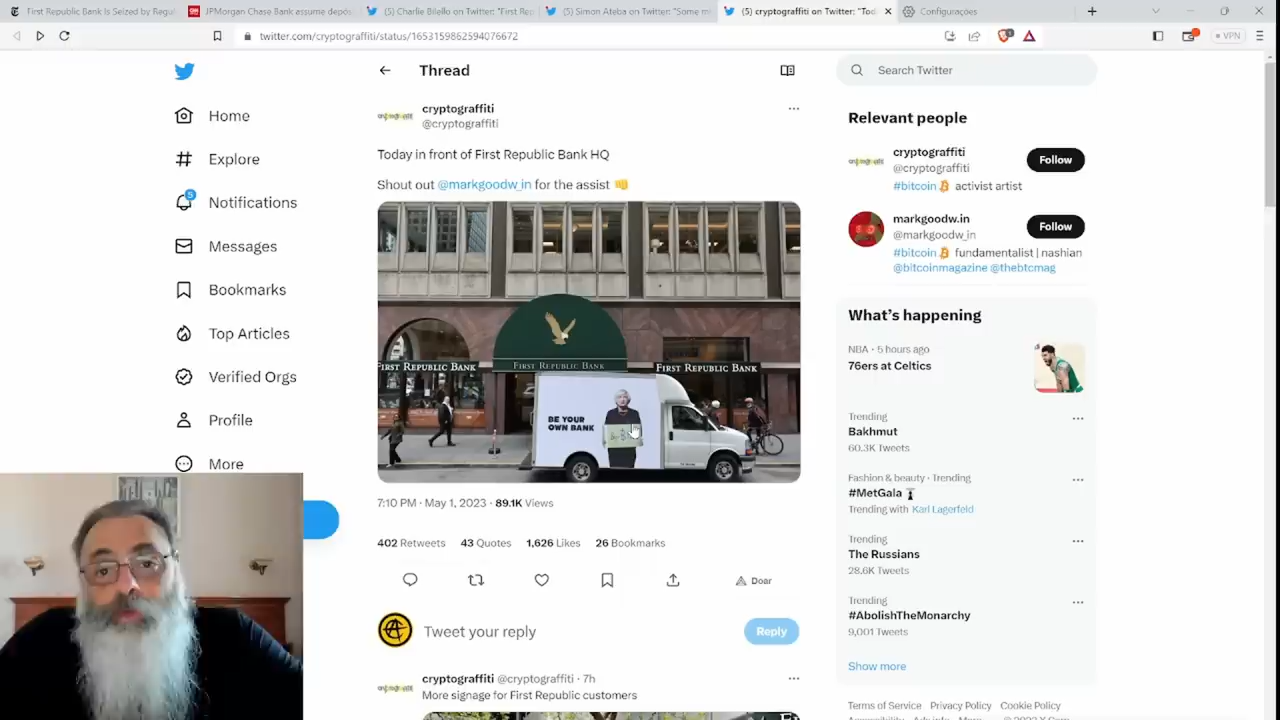 First Republic Bank Is Seized by Regul
JPMorgan Chase Bank assume depos
(5) Charlie Bilello on Twitter: "First Rep
(5) Simon Ateba on Twitter: "Some m
(5) cryptograffiti on Twitter: "Tod
Configurações
twitter.com/cryptograffiti/status/1653159862594076672
VPN
Home
Explore
5
Notifications
Messages
Bookmarks
Top Articles
Verified Orgs
Profile
More
Thread
cryptograffiti
@cryptograffiti
Today in front of First Republic Bank HQ
Shout out @markgoodw_in for the assist
FIRST REPUBLIC BANK
FIRST REPUBLIC BANK
FIRST REPUBLIC BANK
BE YOUR
OWN BANK
7:10 PM · May 1, 2023 · 89.1K Views
402 Retweets 43 Quotes 1,626 Likes 26 Bookmarks
Doar
Tweet your reply
Reply
cryptograffiti @cryptograffiti · 7h
More signage for First Republic customers
Search Twitter
Relevant people
cryptograffiti
@cryptograffiti
Follow
#bitcoin activist artist
markgoodw.in
@markgoodw_in
Follow
#bitcoin fundamentalist | nashian
@bitcoinmagazine @thebtcmag
What's happening
NBA · 5 hours ago
76ers at Celtics
Trending
Bakhmut
60.3K Tweets
Fashion & beauty · Trending
#MetGala
Trending with Karl Lagerfeld
Trending
The Russians
28.6K Tweets
Trending
#AbolishTheMonarchy
9,001 Tweets
Show more
Terms of Service Privacy Policy Cookie Policy